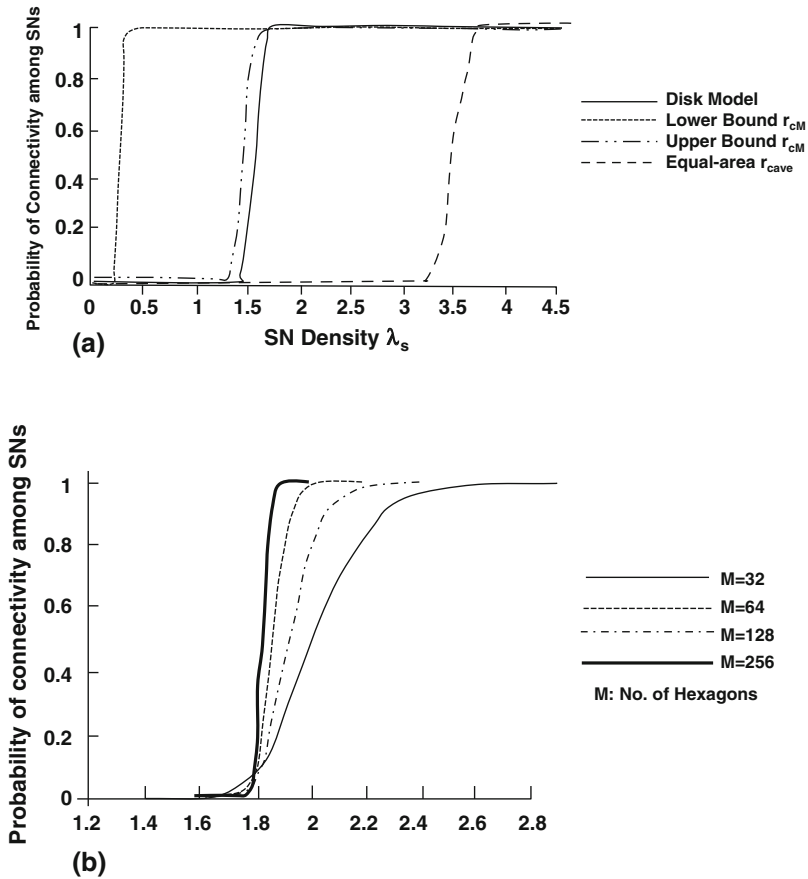 Probability of Connectivity among SNs
1
0.8
0.6
0.4
0.2
0
0 0.5 1 1.5 2 2.5 3 3.5 4 4.5
SN Density λs
(a)
Disk Model
Lower Bound rcM
Upper Bound rcM
Equal-area rcave
Probability of connectivity among SNs
1
0.8
0.6
0.4
0.2
0
1.2 1.4 1.6 1.8 2 2.2 2.4 2.6 2.8
(b)
M=32
M=64
M=128
M=256
M: No. of Hexagons